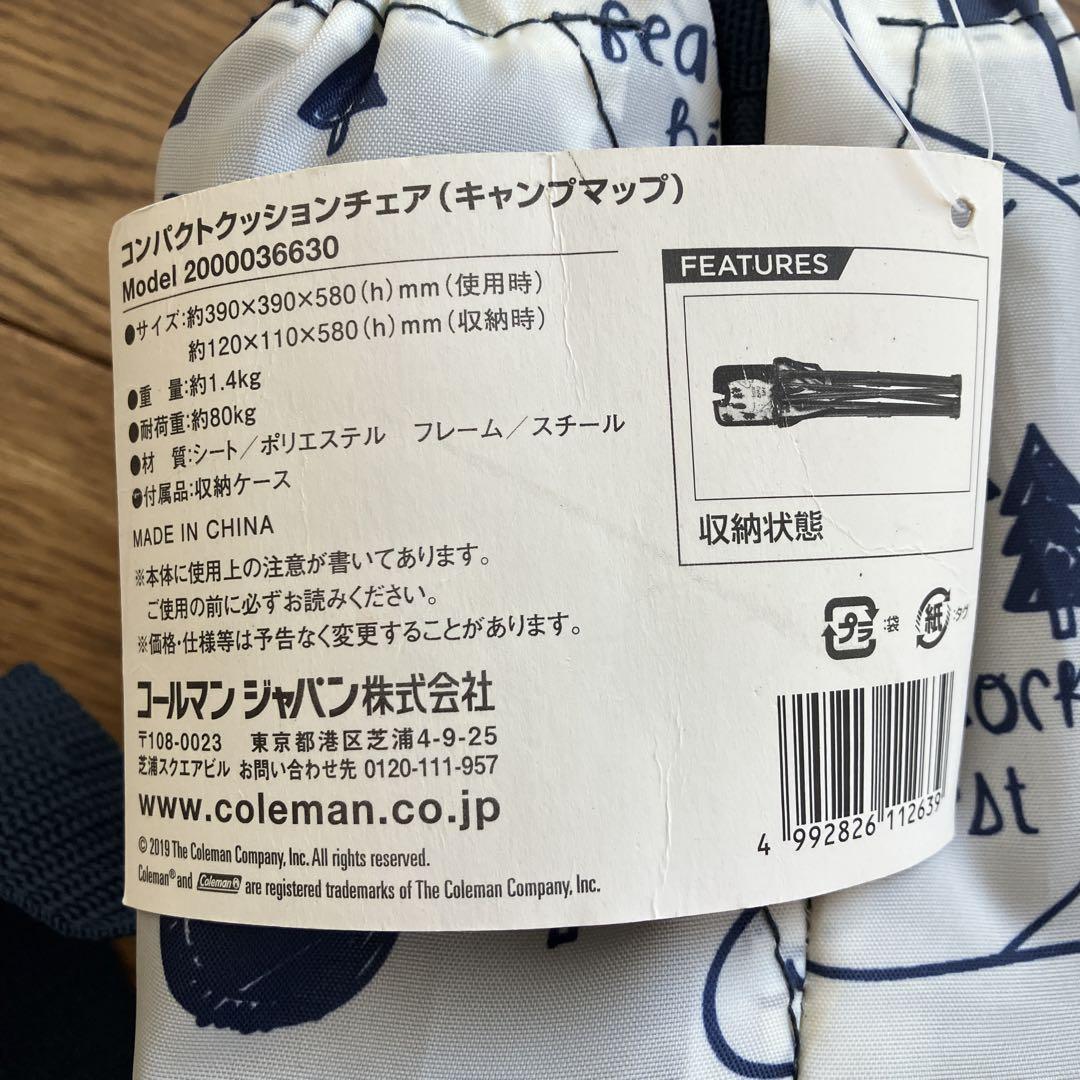 Bea
コンパクトクッションチェア(キャンプマップ)
Model 2000036630
●サイズ:約390×390×580(h)mm(使用時)
約120×110×580(h)mm(収納時)
●重 量:約1.4kg
●耐荷重:約80kg
●材 質:シート/ポリエステル フレーム/スチール
●付属品:収納ケース
MADE IN CHINA
※本体に使用上の注意が書いてあります。
ご使用の前に必ずお読みください。
※価格・仕様等は予告なく変更することがあります。
コールマン ジャパン株式会社
〒108-0023 東京都港区芝浦4-9-25
芝浦スクエアビル お問い合わせ先 0120-111-957
www.coleman.co.jp
© 2019 The Coleman Company, Inc. All rights reserved.
Coleman® and Coleman® are registered trademarks of The Coleman Company, Inc.
FEATURES
収納状態
プラ :袋 紙 :タグ
4 992826 112639